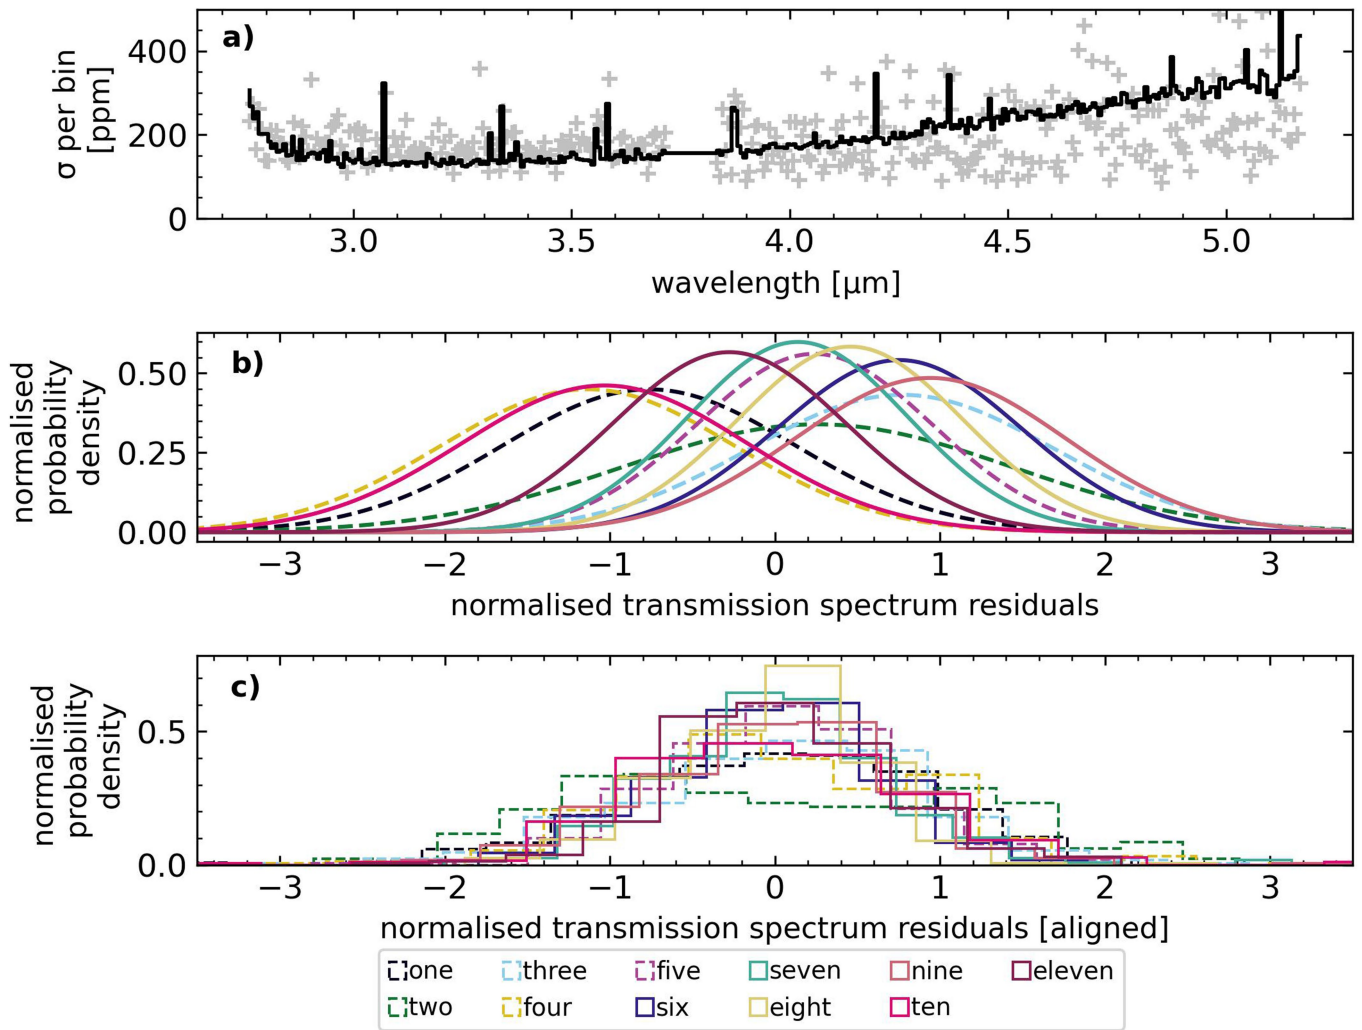 a)
σ per bin
[ppm]
400
200
0
3.0 3.5 4.0 4.5 5.0
wavelength [μm]
b)
normalised
probability
density
0.50
0.25
0.00
−3 −2 −1 0 1 2 3
normalised transmission spectrum residuals
c)
normalised
probability
density
0.5
0.0
−3 −2 −1 0 1 2 3
normalised transmission spectrum residuals [aligned]
one three five seven nine eleven
two four six eight ten